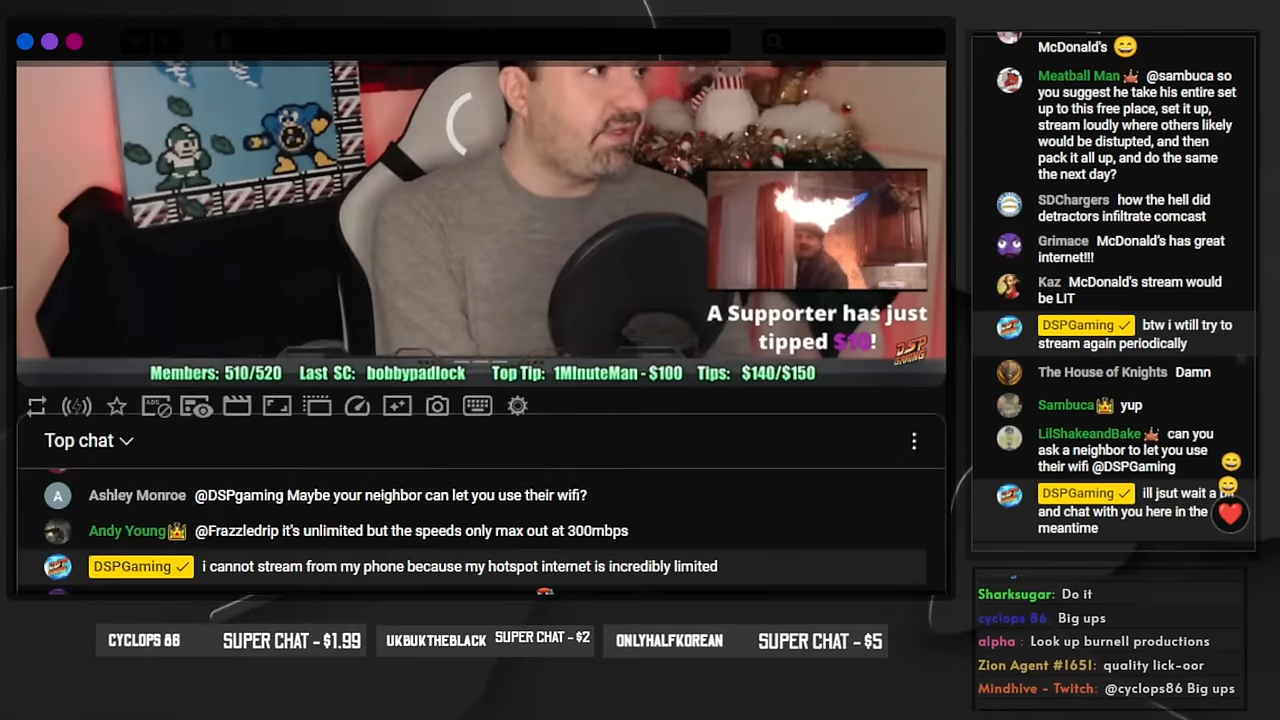 A Supporter has just
tipped $10!
DSP
GAMING
Members: 510/520 Last SC: bobbypadlock Top Tip: 1MinuteMan - $100 Tips: $140/$150
ADS
Top chat
A
Ashley Monroe @DSPgaming Maybe your neighbor can let you use their wifi?
Andy Young @Frazzledrip it's unlimited but the speeds only max out at 300mbps
DSPGaming i cannot stream from my phone because my hotspot internet is incredibly limited
CYCLOPS 86 SUPER CHAT - $1.99
UKBUKTHEBLACK SUPER CHAT - $2
ONLYHALFKOREAN SUPER CHAT - $5
McDonald's
Meatball Man @sambuca so
you suggest he take his entire set
up to this free place, set it up,
stream loudly where others likely
would be distupted, and then
pack it all up, and do the same
the next day?
SDChargers how the hell did
detractors infiltrate comcast
Grimace McDonald's has great
internet!!!
Kaz McDonald's stream would
be LIT
DSPGaming btw i wtill try to
stream again periodically
The House of Knights Damn
Sambuca yup
LilShakeandBake can you
ask a neighbor to let you use
their wifi @DSPGaming
DSPGaming ill jsut wait a
and chat with you here in the
meantime
Sharksugar: Do it
cyclops 86 Big ups
alpha : Look up burnell productions
Zion Agent #1651: quality lick-oor
Mindhive - Twitch: @cyclops86 Big ups